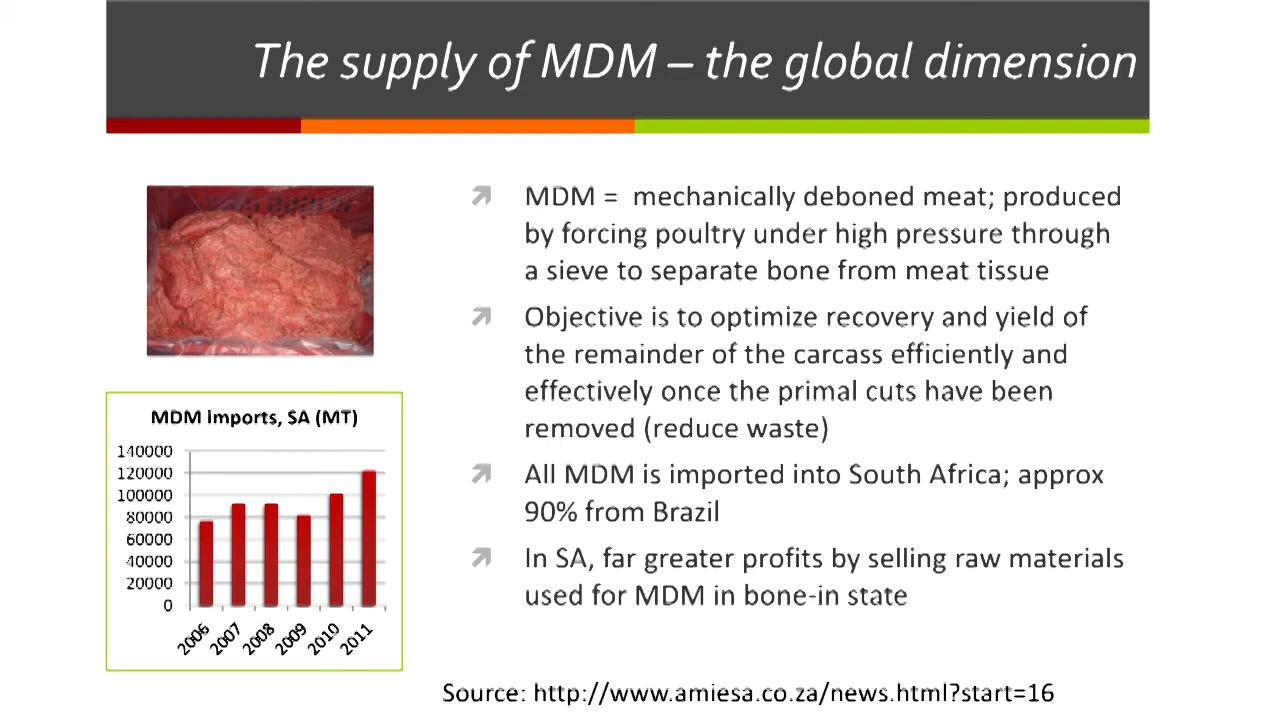 The supply of MDM – the global dimension
MDM = mechanically deboned meat; produced
by forcing poultry under high pressure through
a sieve to separate bone from meat tissue
Objective is to optimize recovery and yield of
the remainder of the carcass efficiently and
effectively once the primal cuts have been
removed (reduce waste)
All MDM is imported into South Africa; approx
90% from Brazil
In SA, far greater profits by selling raw materials
used for MDM in bone-in state
MDM imports, SA (MT)
140000
120000
100000
80000
60000
40000
20000
0
2006 2007 2008 2009 2010 2011
Source: http://www.amiesa.co.za/news.html?start=16